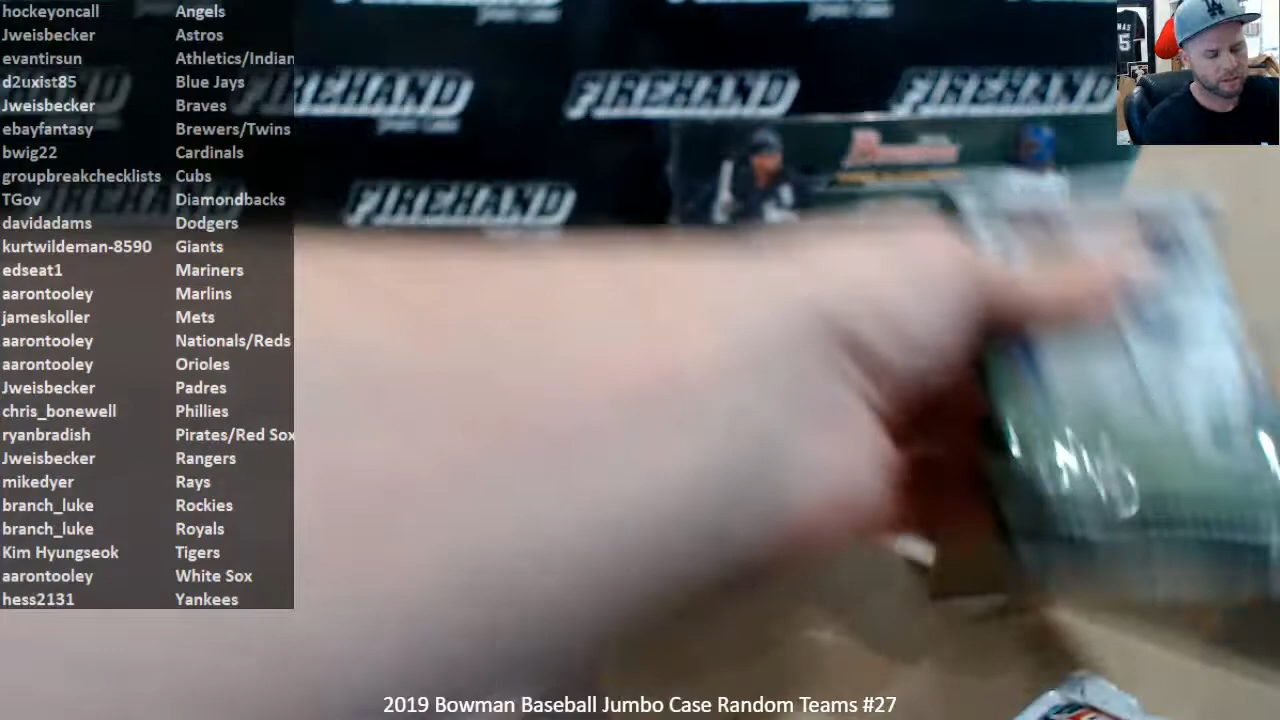 hockeyoncall Angels
Jweisbecker Astros
evantirsun Athletics/Indian
d2uxist85 Blue Jays
Jweisbecker Braves
ebayfantasy Brewers/Twins
bwig22 Cardinals
groupbreakchecklists Cubs
TGov Diamondbacks
davidadams Dodgers
kurtwildeman-8590 Giants
edseat1 Mariners
aarontooley Marlins
jameskoller Mets
aarontooley Nationals/Reds
aarontooley Orioles
Jweisbecker Padres
chris_bonewell Phillies
ryanbradish Pirates/Red Sox
Jweisbecker Rangers
mikedyer Rays
branch_luke Rockies
branch_luke Royals
Kim Hyungseok Tigers
aarontooley White Sox
hess2131 Yankees
FIREHAND FIREHAND FIREHAND
FIREHAND
LA
5
2019 Bowman Baseball Jumbo Case Random Teams #27